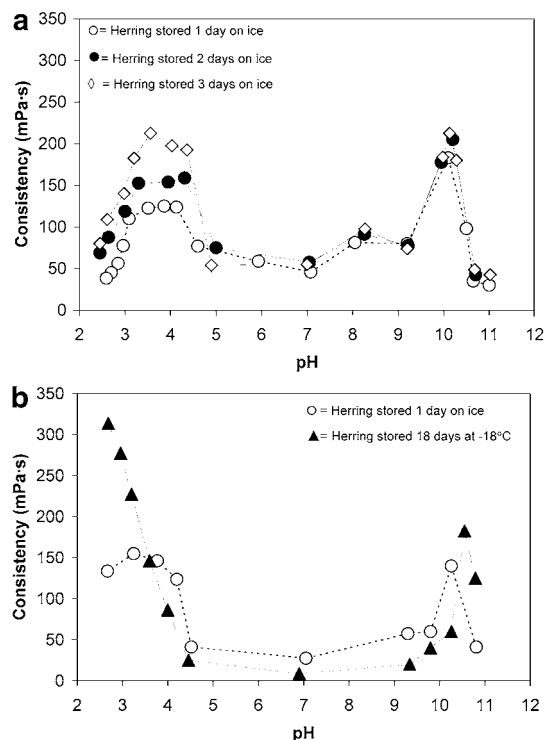 a
○= Herring stored 1 day on ice
●= Herring stored 2 days on ice
◇= Herring stored 3 days on ice
Consistency (mPa·s)
350
300
250
200
150
100
50
0
2 3 4 5 6 7 8 9 10 11 12
pH
b
○= Herring stored 1 day on ice
▲= Herring stored 18 days at -18°C
Consistency (mPa·s)
350
300
250
200
150
100
50
0
2 3 4 5 6 7 8 9 10 11 12
pH